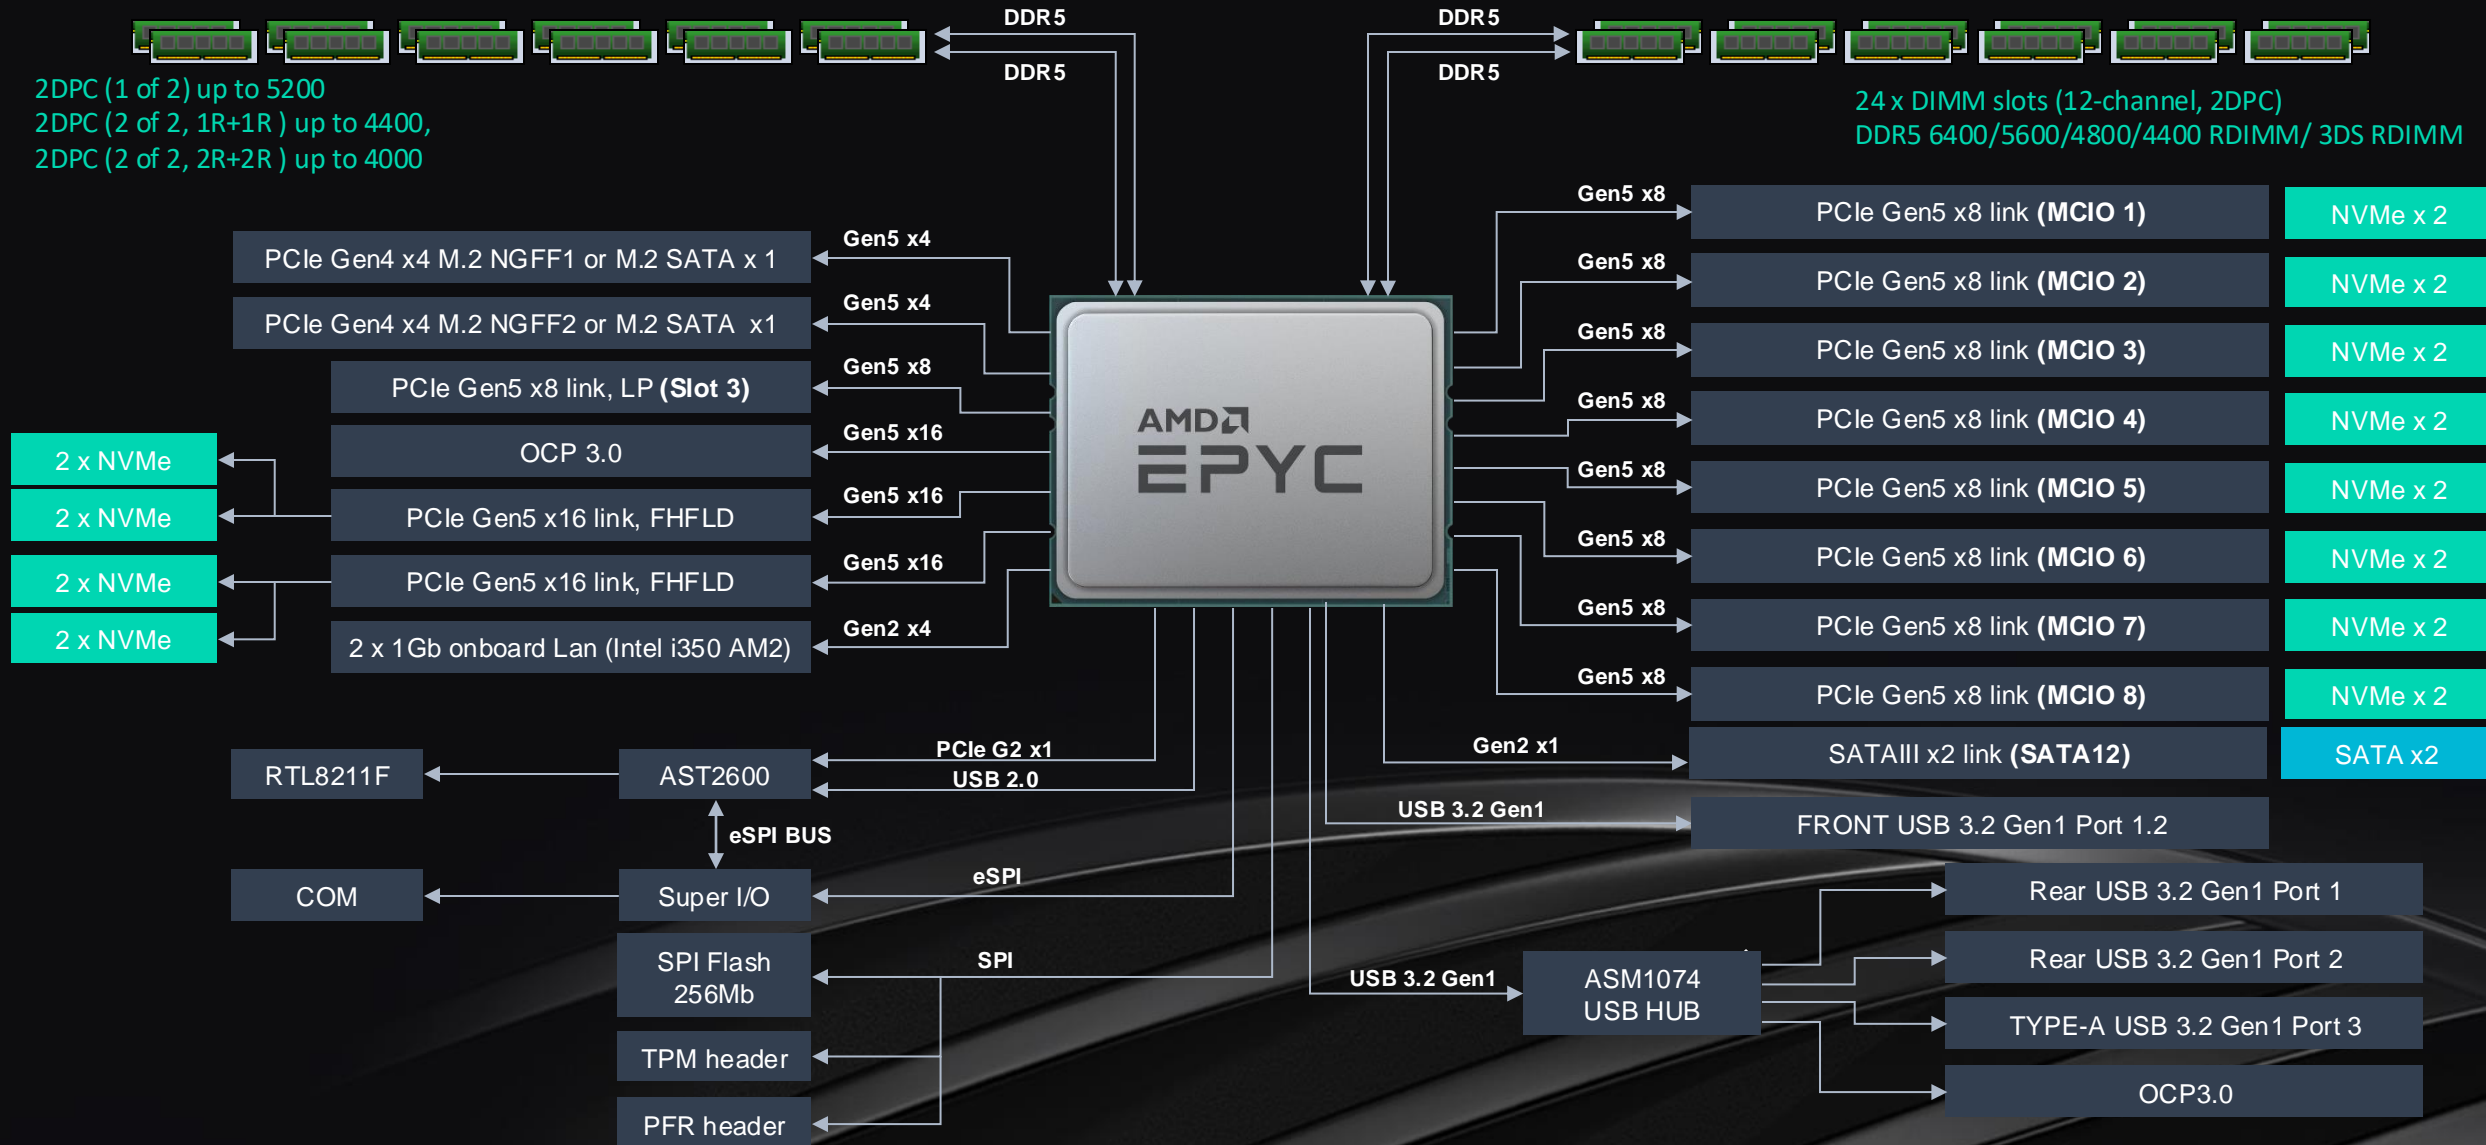 DDR5
DDR5
DDR5
DDR5
2DPC (1 of 2) up to 5200
2DPC (2 of 2, 1R+1R ) up to 4400,
2DPC (2 of 2, 2R+2R ) up to 4000
24 x DIMM slots (12-channel, 2DPC)
DDR5 6400/5600/4800/4400 RDIMM/ 3DS RDIMM
Gen5 x4
PCIe Gen4 x4 M.2 NGFF1 or M.2 SATA x 1
Gen5 x4
PCIe Gen4 x4 M.2 NGFF2 or M.2 SATA x1
Gen5 x8
PCIe Gen5 x8 link, LP (Slot 3)
Gen5 x16
OCP 3.0
2 x NVMe
2 x NVMe
Gen5 x16
PCIe Gen5 x16 link, FHFLD
Gen5 x16
PCIe Gen5 x16 link, FHFLD
2 x NVMe
2 x NVMe
Gen2 x4
2 x 1Gb onboard Lan (Intel i350 AM2)
AMD
EPYC
Gen5 x8
PCIe Gen5 x8 link (MCIO 1)
NVMe x 2
Gen5 x8
PCIe Gen5 x8 link (MCIO 2)
NVMe x 2
Gen5 x8
PCIe Gen5 x8 link (MCIO 3)
NVMe x 2
Gen5 x8
PCIe Gen5 x8 link (MCIO 4)
NVMe x 2
Gen5 x8
PCIe Gen5 x8 link (MCIO 5)
NVMe x 2
Gen5 x8
PCIe Gen5 x8 link (MCIO 6)
NVMe x 2
Gen5 x8
PCIe Gen5 x8 link (MCIO 7)
NVMe x 2
Gen5 x8
PCIe Gen5 x8 link (MCIO 8)
NVMe x 2
Gen2 x1
SATAIII x2 link (SATA12)
SATA x2
PCIe G2 x1
USB 2.0
RTL8211F
AST2600
eSPI BUS
COM
Super I/O
eSPI
SPI Flash
256Mb
SPI
TPM header
PFR header
USB 3.2 Gen1
FRONT USB 3.2 Gen1 Port 1.2
USB 3.2 Gen1
ASM1074
USB HUB
Rear USB 3.2 Gen1 Port 1
Rear USB 3.2 Gen1 Port 2
TYPE-A USB 3.2 Gen1 Port 3
OCP3.0